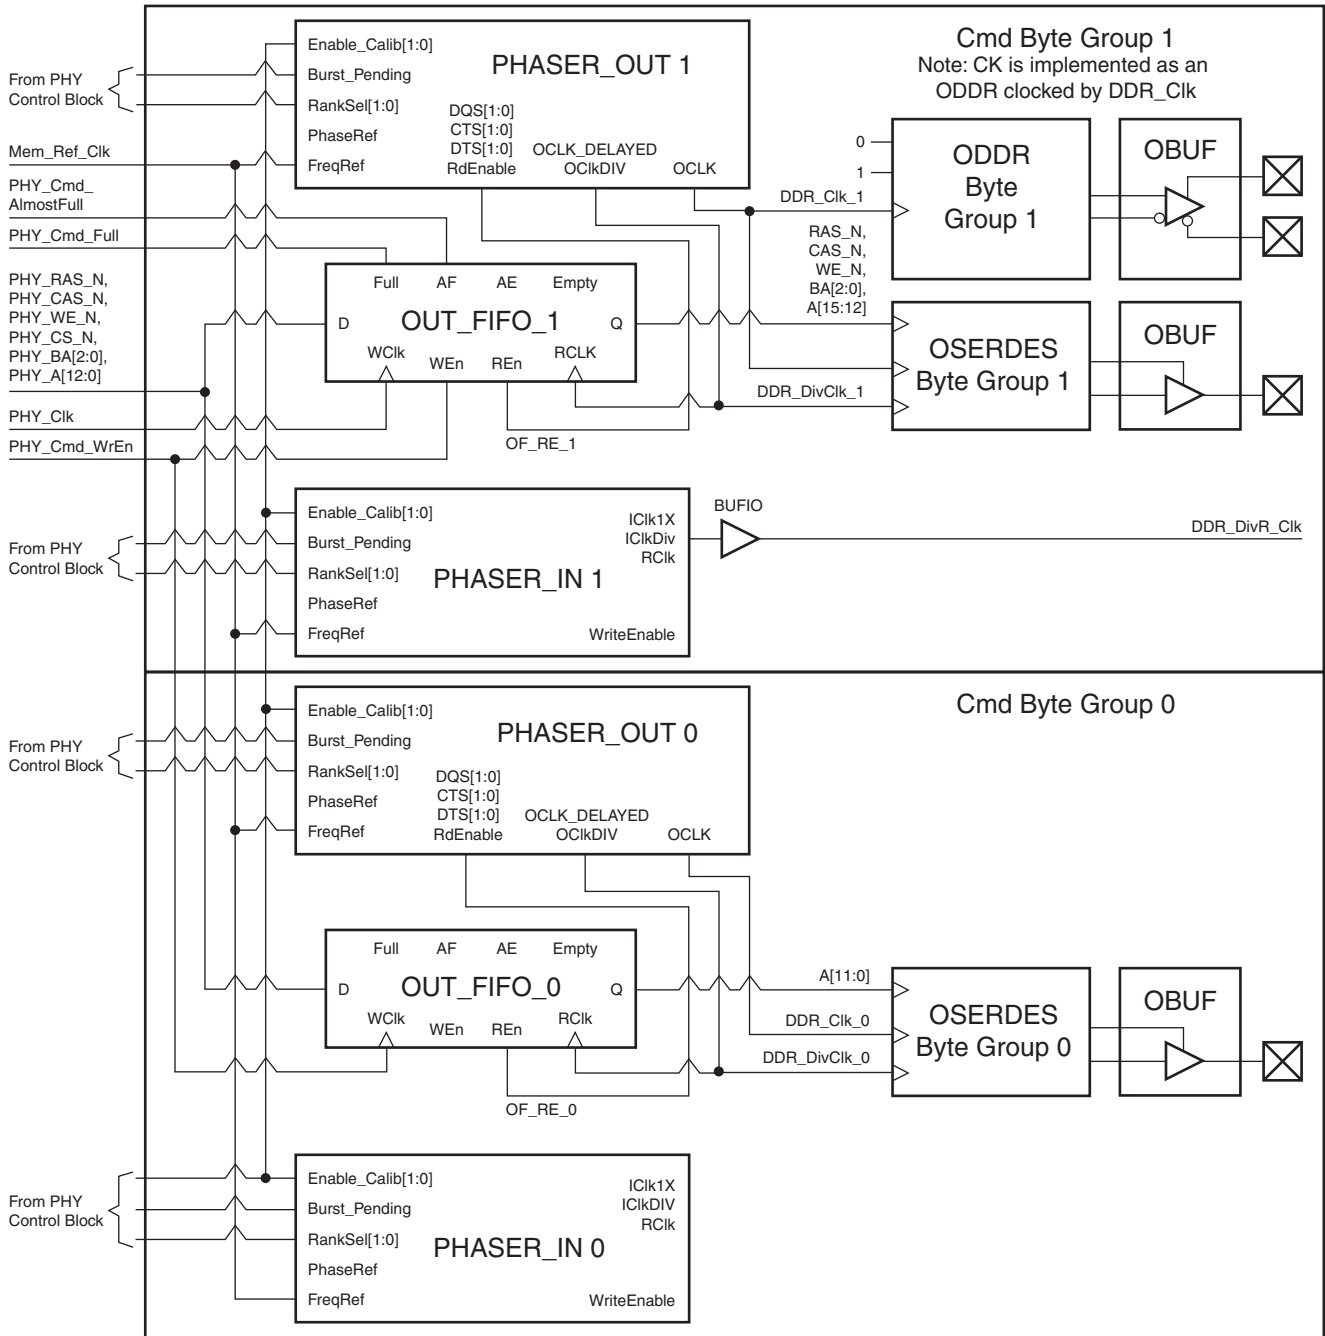 Cmd Byte Group 1
Note: CK is implemented as an
ODDR clocked by DDR_Clk
From PHY
Control Block
Mem_Ref_Clk
PHY_Cmd_
AlmostFull
PHY_Cmd_Full
PHY_RAS_N,
PHY_CAS_N,
PHY_WE_N,
PHY_CS_N,
PHY_BA[2:0],
PHY_A[12:0]
PHY_Clk
PHY_Cmd_WrEn
Enable_Calib[1:0]
Burst_Pending
RankSel[1:0]
PhaseRef
FreqRef
PHASER_OUT 1
DQS[1:0]
CTS[1:0]
DTS[1:0]
RdEnable
OCLK_DELAYED
OClkDIV
OCLK
0
1
DDR_Clk_1
ODDR
Byte
Group 1
OBUF
RAS_N,
CAS_N,
WE_N,
BA[2:0],
A[15:12]
Full
AF
AE
Empty
D
OUT_FIFO_1
Q
WClk
WEn
REn
RCLK
OF_RE_1
DDR_DivClk_1
OSERDES
Byte Group 1
OBUF
From PHY
Control Block
Enable_Calib[1:0]
Burst_Pending
RankSel[1:0]
PhaseRef
FreqRef
PHASER_IN 1
IClk1X
IClkDiv
RClk
WriteEnable
BUFIO
DDR_DivR_Clk
Cmd Byte Group 0
From PHY
Control Block
Enable_Calib[1:0]
Burst_Pending
RankSel[1:0]
PhaseRef
FreqRef
PHASER_OUT 0
DQS[1:0]
CTS[1:0]
DTS[1:0]
RdEnable
OCLK_DELAYED
OClkDIV
OCLK
Full
AF
AE
Empty
D
OUT_FIFO_0
Q
WClk
WEn
REn
RClk
OF_RE_0
A[11:0]
DDR_Clk_0
DDR_DivClk_0
OSERDES
Byte Group 0
OBUF
From PHY
Control Block
Enable_Calib[1:0]
Burst_Pending
RankSel[1:0]
PhaseRef
FreqRef
PHASER_IN 0
IClk1X
IClkDIV
RClk
WriteEnable